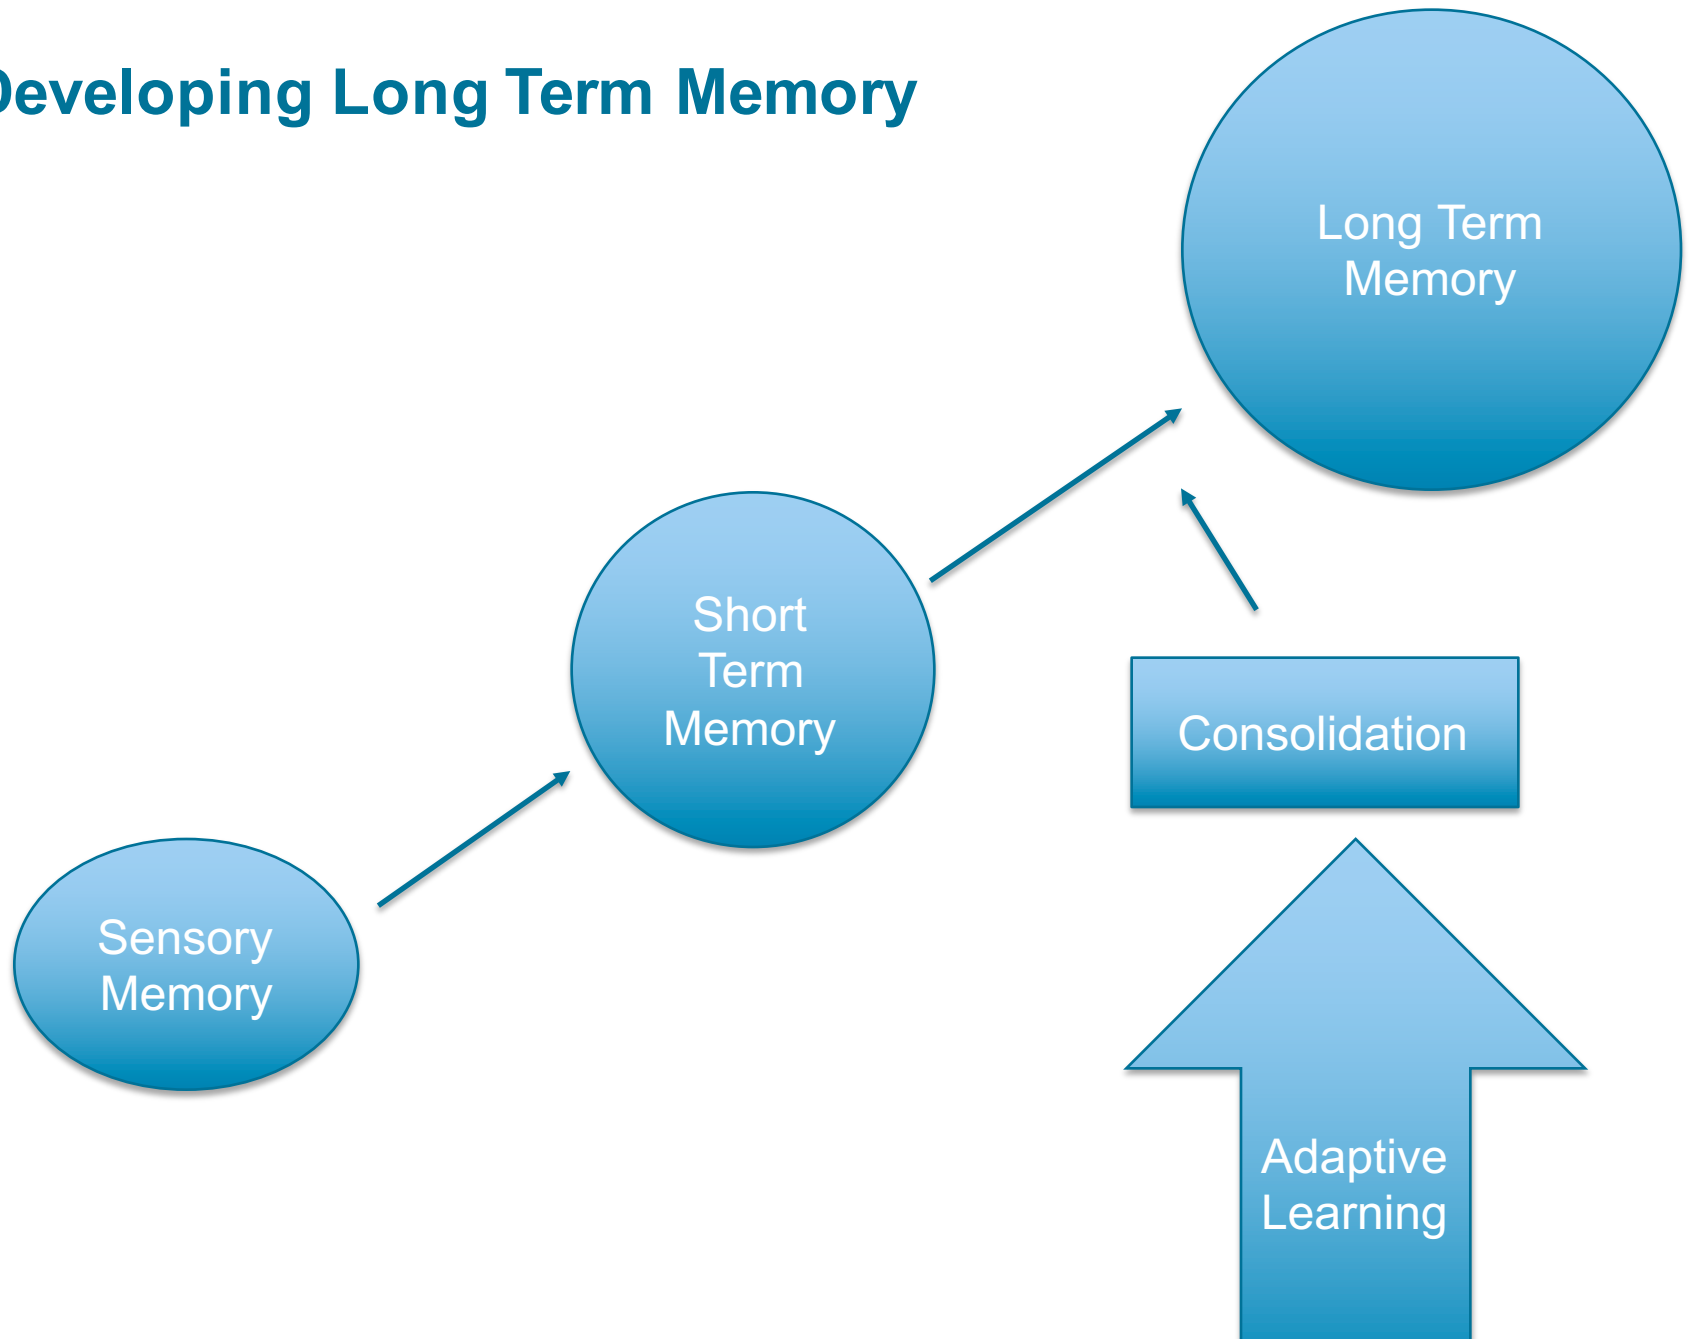 Developing Long Term Memory
Long Term
Memory
Short
Term
Memory
Consolidation
Sensory
Memory
Adaptive
Learning